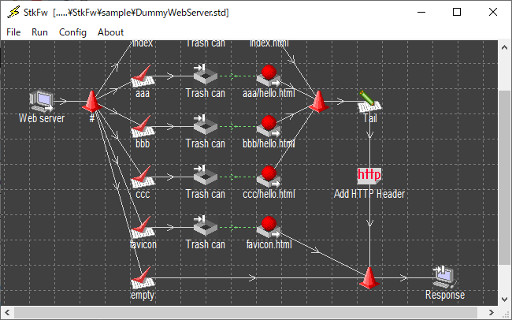 StkFw [.....¥StkFw¥sample¥DummyWebServer.std]
File Run Config About
index Trash can index.html
aaa Trash can aaa/hello.html
Web server # Tail
bbb Trash can bbb/hello.html
http
ccc Trash can ccc/hello.html Add HTTP Header
favicon Trash can favicon.html
empty Response